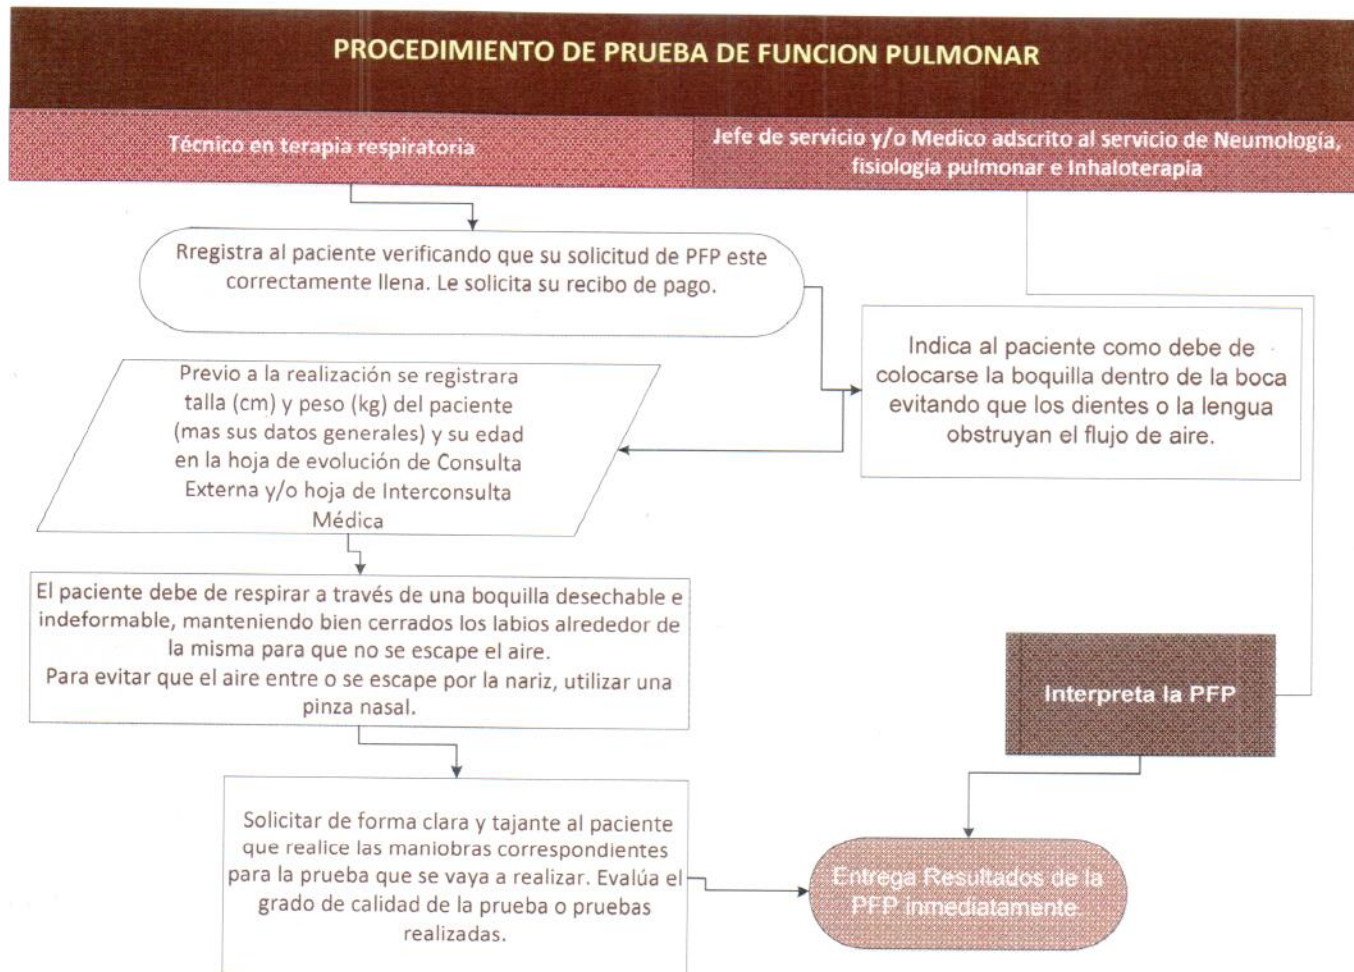 PROCEDIMIENTO DE PRUEBA DE FUNCION PULMONAR
Técnico en terapia respiratoria
Jefe de servicio y/o Medico adscrito al servicio de Neumología,
fisiología pulmonar e Inhaloterapia
Rregistra al paciente verificando que su solicitud de PFP este
correctamente llena. Le solicita su recibo de pago.
Indica al paciente como debe de
colocarse la boquilla dentro de la boca
evitando que los dientes o la lengua
obstruyan el flujo de aire.
Previo a la realización se registrara
talla (cm) y peso (kg) del paciente
(mas sus datos generales) y su edad
en la hoja de evolución de Consulta
Externa y/o hoja de Interconsulta
Médica
El paciente debe de respirar a través de una boquilla desechable e
indeformable, manteniendo bien cerrados los labios alrededor de
la misma para que no se escape el aire.
Para evitar que el aire entre o se escape por la nariz, utilizar una
pinza nasal.
Interpreta la PFP
Solicitar de forma clara y tajante al paciente
que realice las maniobras correspondientes
para la prueba que se vaya a realizar. Evalúa el
grado de calidad de la prueba o pruebas
realizadas.
Entrega Resultados de la
PFP inmediatamente.